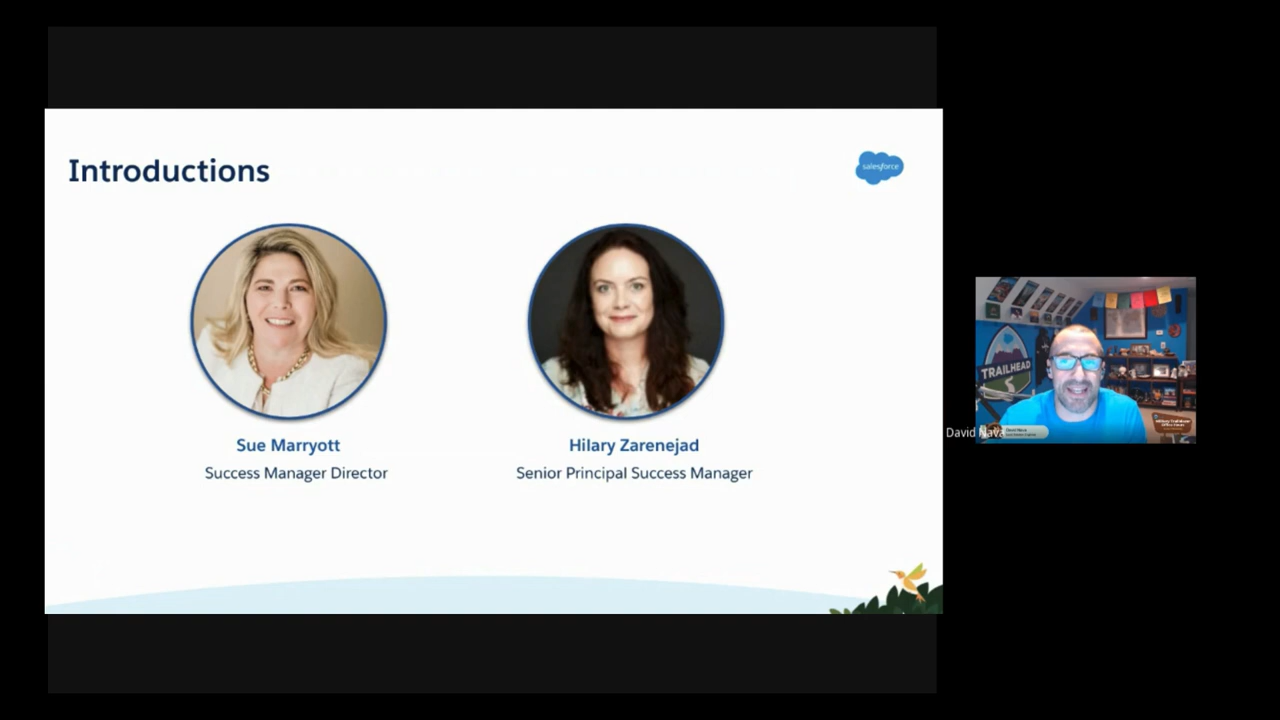 Introductions
salesforce
Sue Marryott
Success Manager Director
Hilary Zarenejad
Senior Principal Success Manager
TRAILHEAD
David Nava